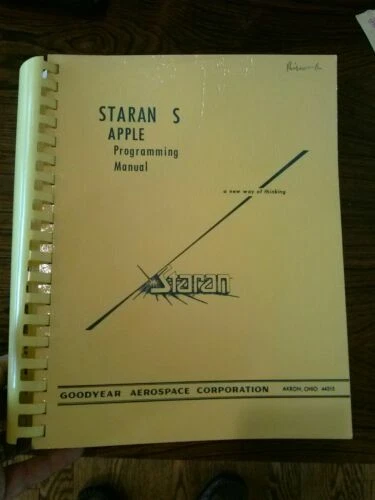 STARAN S
APPLE
Programming
Manual
a new way of thinking
Staran
GOODYEAR AEROSPACE CORPORATION AKRON, OHIO 44315